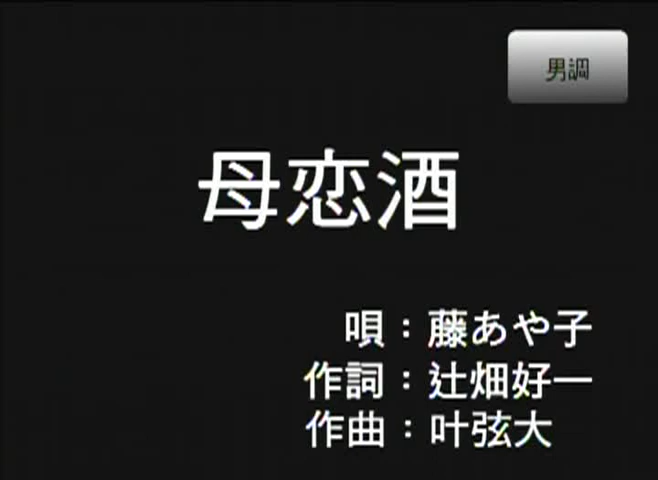 男調
母恋酒
唄：藤あや子
作詞：辻畑好一
作曲：叶弦大